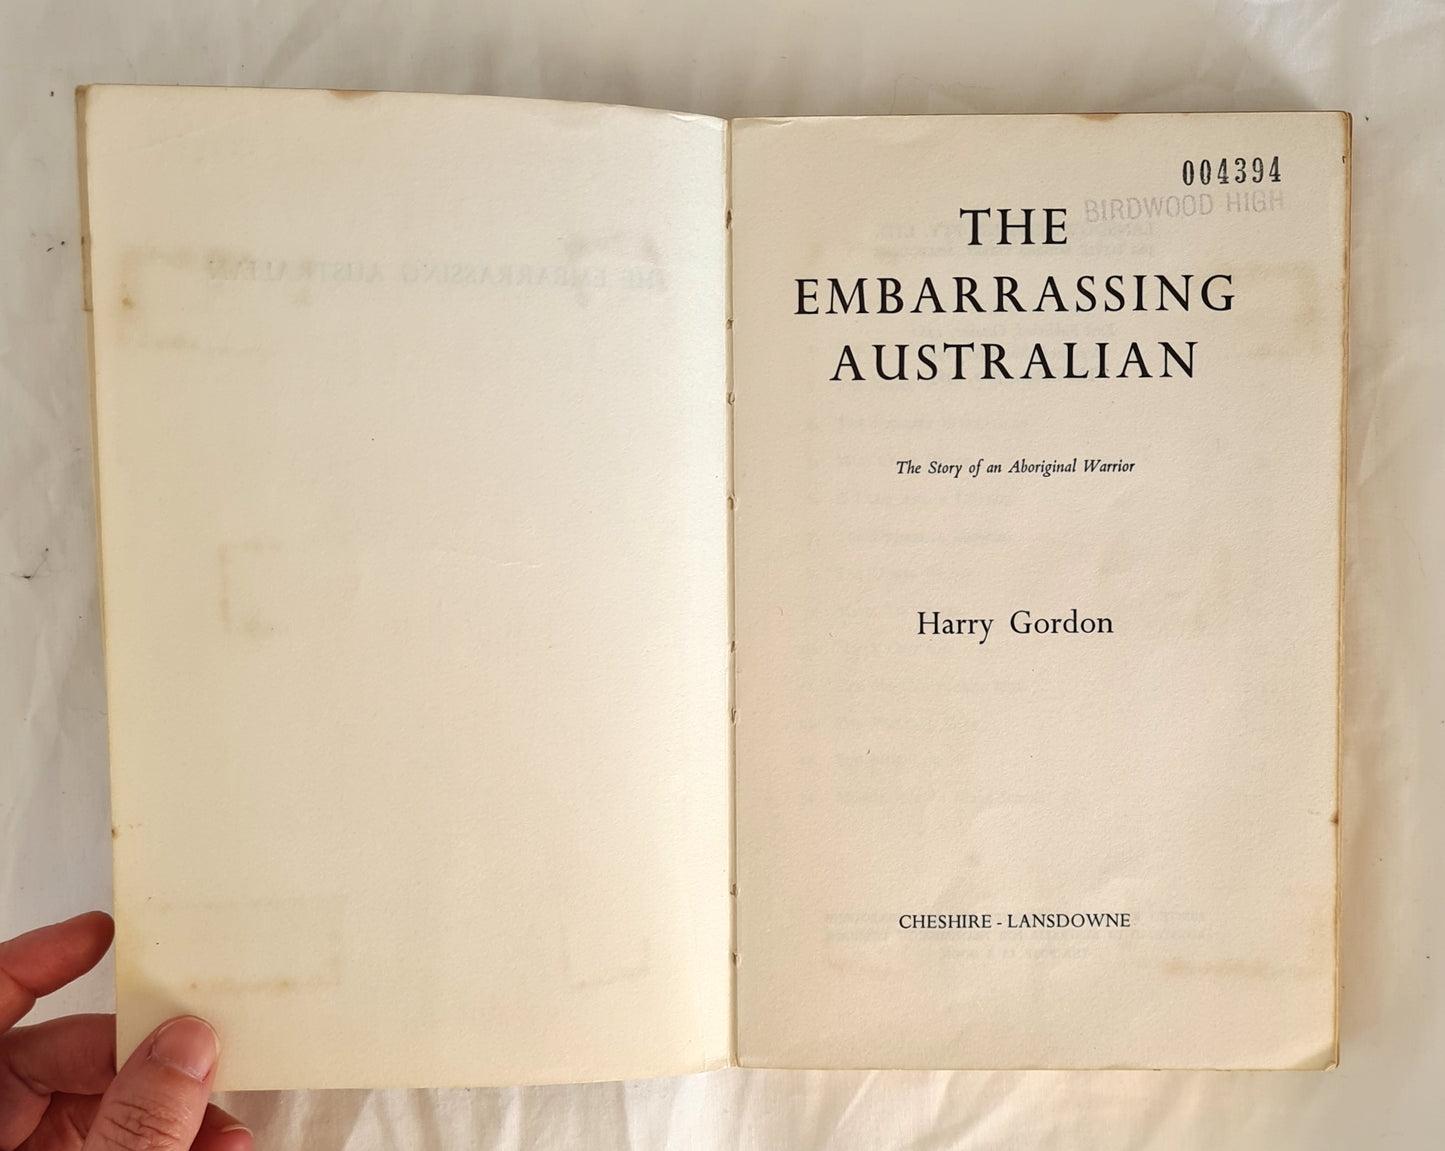 004394
BIRDWOOD HIGH
THE
EMBARRASSING
AUSTRALIAN
The Story of an Aboriginal Warrior
Harry Gordon
CHESHIRE - LANSDOWNE